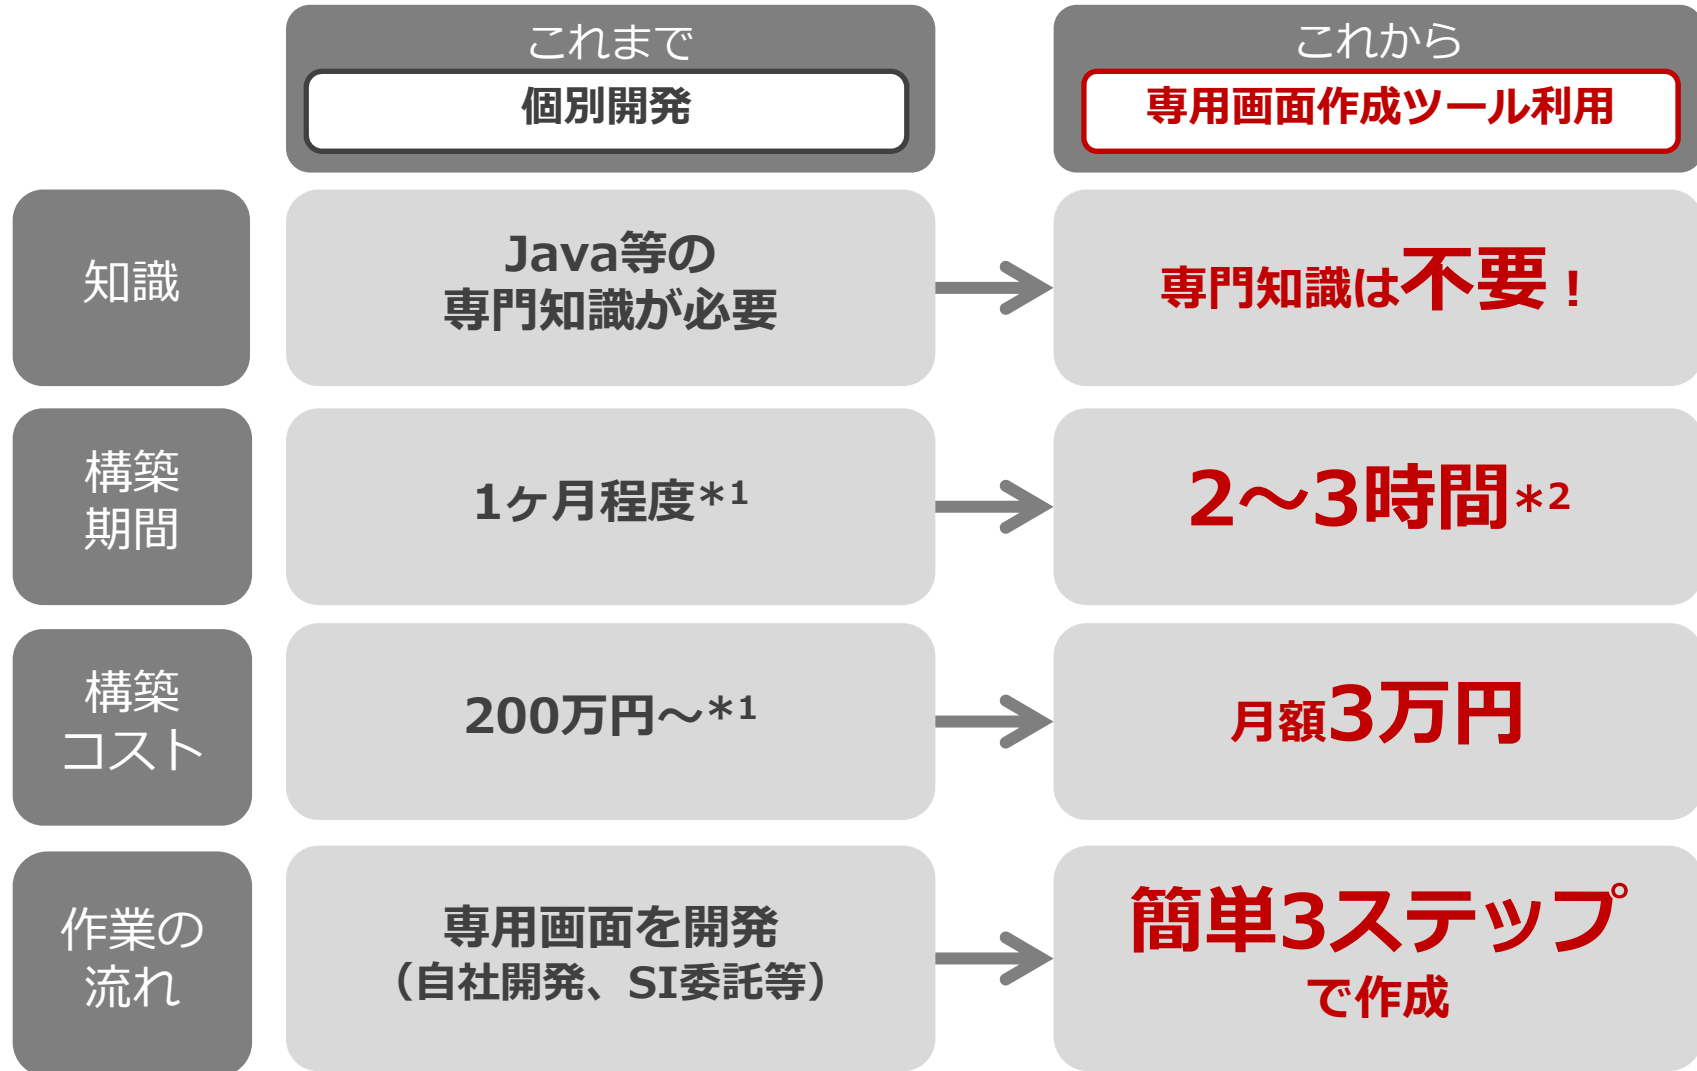 これまで
個別開発
これから
専用画面作成ツール利用
知識
Java等の
専門知識が必要
専門知識は不要！
構築
期間
1ヶ月程度*1
2～3時間*2
構築
コスト
200万円～*1
月額3万円
作業の
流れ
専用画面を開発
（自社開発、SI委託等）
簡単3ステップ
で作成